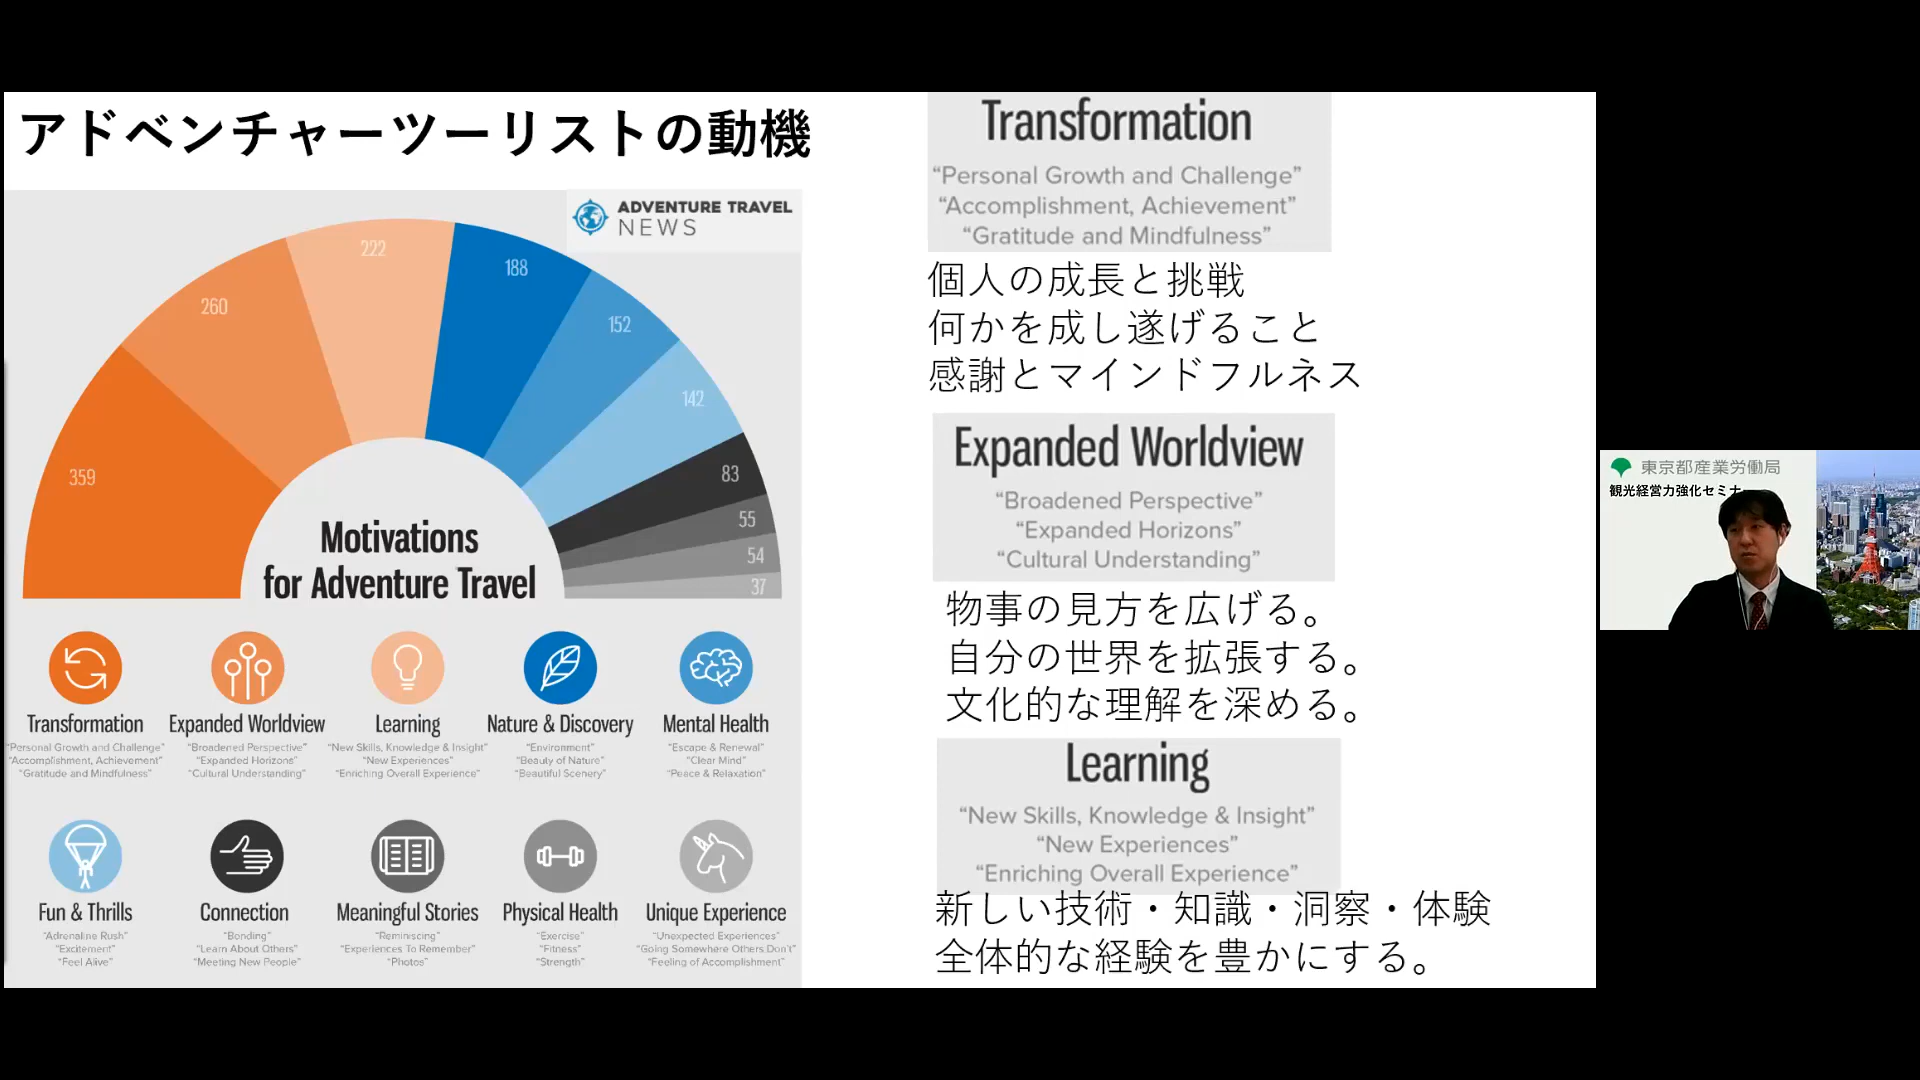 アドベンチャーツーリストの動機
ADVENTURE TRAVEL
NEWS
359
260
222
188
152
142
83
55
54
37
Motivations
for Adventure Travel
Transformation
“Personal Growth and Challenge”
“Accomplishment, Achievement”
“Gratitude and Mindfulness”
Expanded Worldview
“Broadened Perspective”
“Expanded Horizons”
“Cultural Understanding”
Learning
“New Skills, Knowledge & Insight”
“New Experiences”
“Enriching Overall Experience”
Nature & Discovery
“Environment”
“Beauty of Nature”
“Beautiful Scenery”
Mental Health
“Escape & Renewal”
“Clear Mind”
“Peace & Relaxation”
Fun & Thrills
“Adrenaline Rush”
“Excitement”
“Feel Alive”
Connection
“Bonding”
“Learn About Others”
“Meeting New People”
Meaningful Stories
“Reminiscing”
“Experiences To Remember”
“Photos”
Physical Health
“Exercise”
“Fitness”
“Strength”
Unique Experience
“Unexpected Experiences”
“Going Somewhere Others Don't”
“Feeling of Accomplishment”
Transformation
“Personal Growth and Challenge”
“Accomplishment, Achievement”
“Gratitude and Mindfulness”
個人の成長と挑戦
何かを成し遂げること
感謝とマインドフルネス
Expanded Worldview
“Broadened Perspective”
“Expanded Horizons”
“Cultural Understanding”
物事の見方を広げる。
自分の世界を拡張する。
文化的な理解を深める。
Learning
“New Skills, Knowledge & Insight”
“New Experiences”
“Enriching Overall Experience”
新しい技術・知識・洞察・体験
全体的な経験を豊かにする。
東京都産業労働局
観光経営力強化セミナー